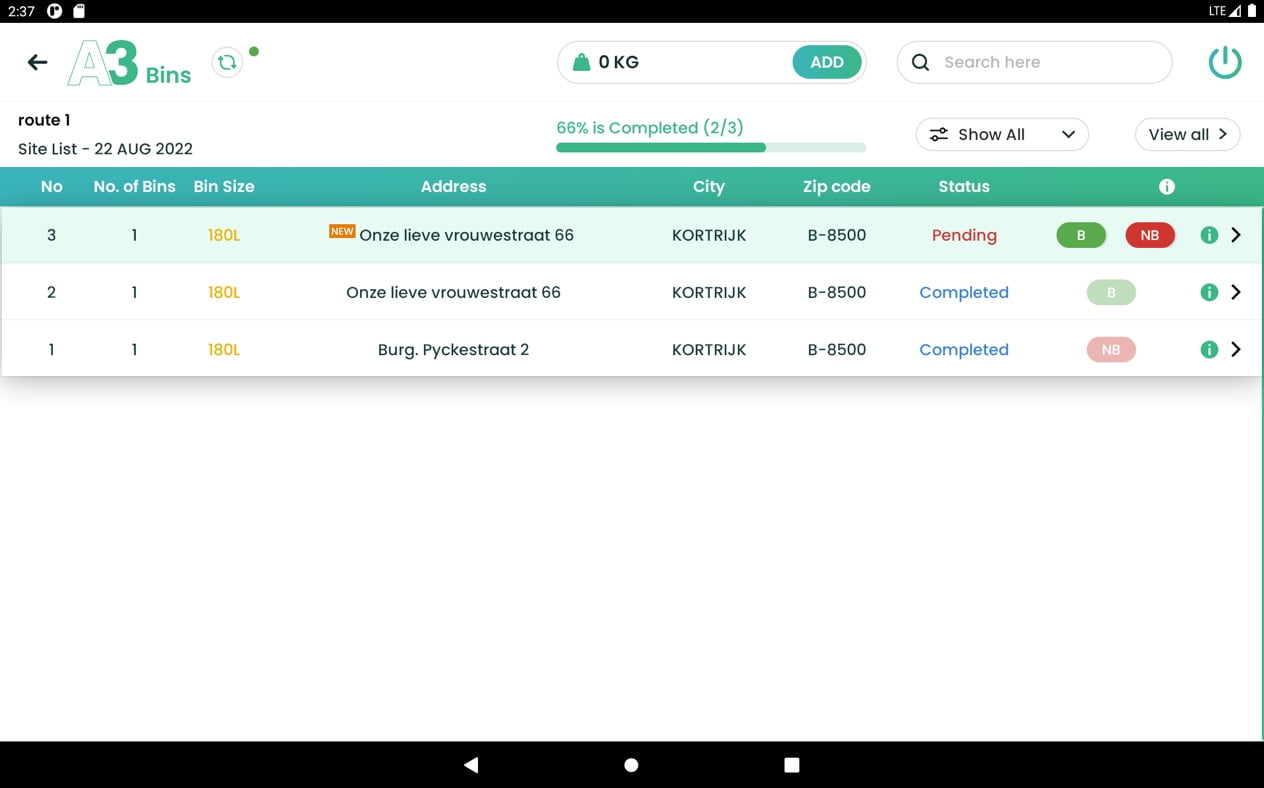 2:37 LTE
A3 Bins 0 KG ADD Search here
route 1
Site List - 22 AUG 2022
66% is Completed (2/3)
Show All
View all
No No. of Bins Bin Size Address City Zip code Status
3 1 180L NEW Onze lieve vrouwestraat 66 KORTRIJK B-8500 Pending B NB
2 1 180L Onze lieve vrouwestraat 66 KORTRIJK B-8500 Completed B
1 1 180L Burg. Pyckestraat 2 KORTRIJK B-8500 Completed NB